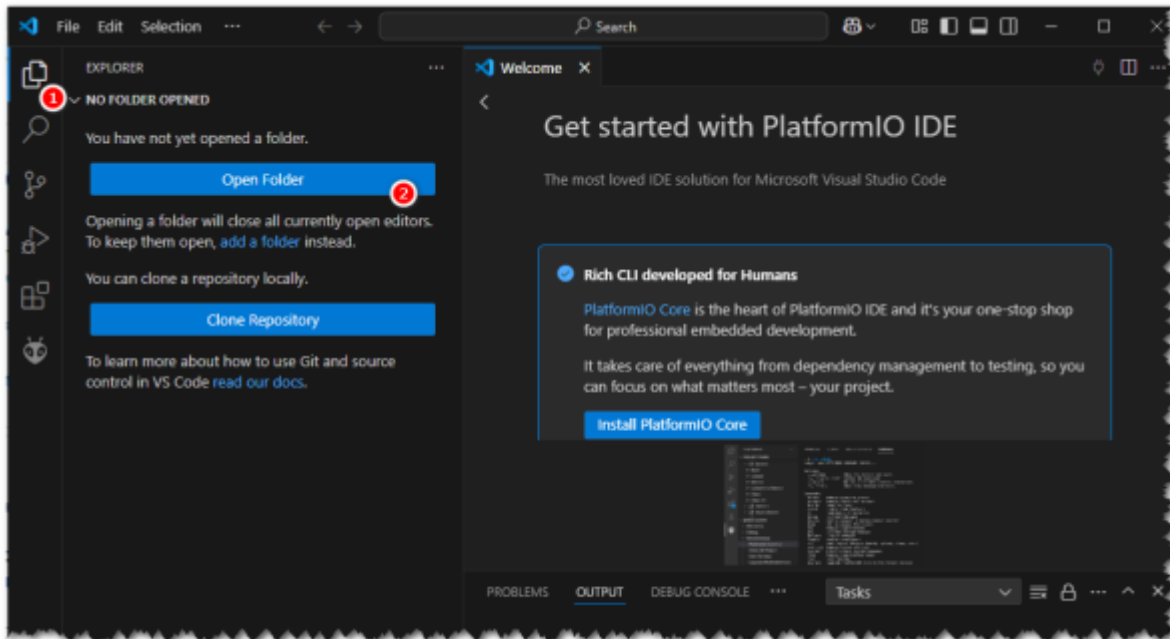 File Edit Selection ··· Search
EXPLORER ···
Welcome
1
NO FOLDER OPENED
You have not yet opened a folder.
Open Folder
2
Opening a folder will close all currently open editors.
To keep them open, add a folder instead.
You can clone a repository locally.
Clone Repository
To learn more about how to use Git and source
control in VS Code read our docs.
Get started with PlatformIO IDE
The most loved IDE solution for Microsoft Visual Studio Code
Rich CLI developed for Humans
PlatformIO Core is the heart of PlatformIO IDE and it's your one-stop shop
for professional embedded development.
It takes care of everything from dependency management to testing, so you
can focus on what matters most – your project.
Install PlatformIO Core
PROBLEMS OUTPUT DEBUG CONSOLE ··· Tasks